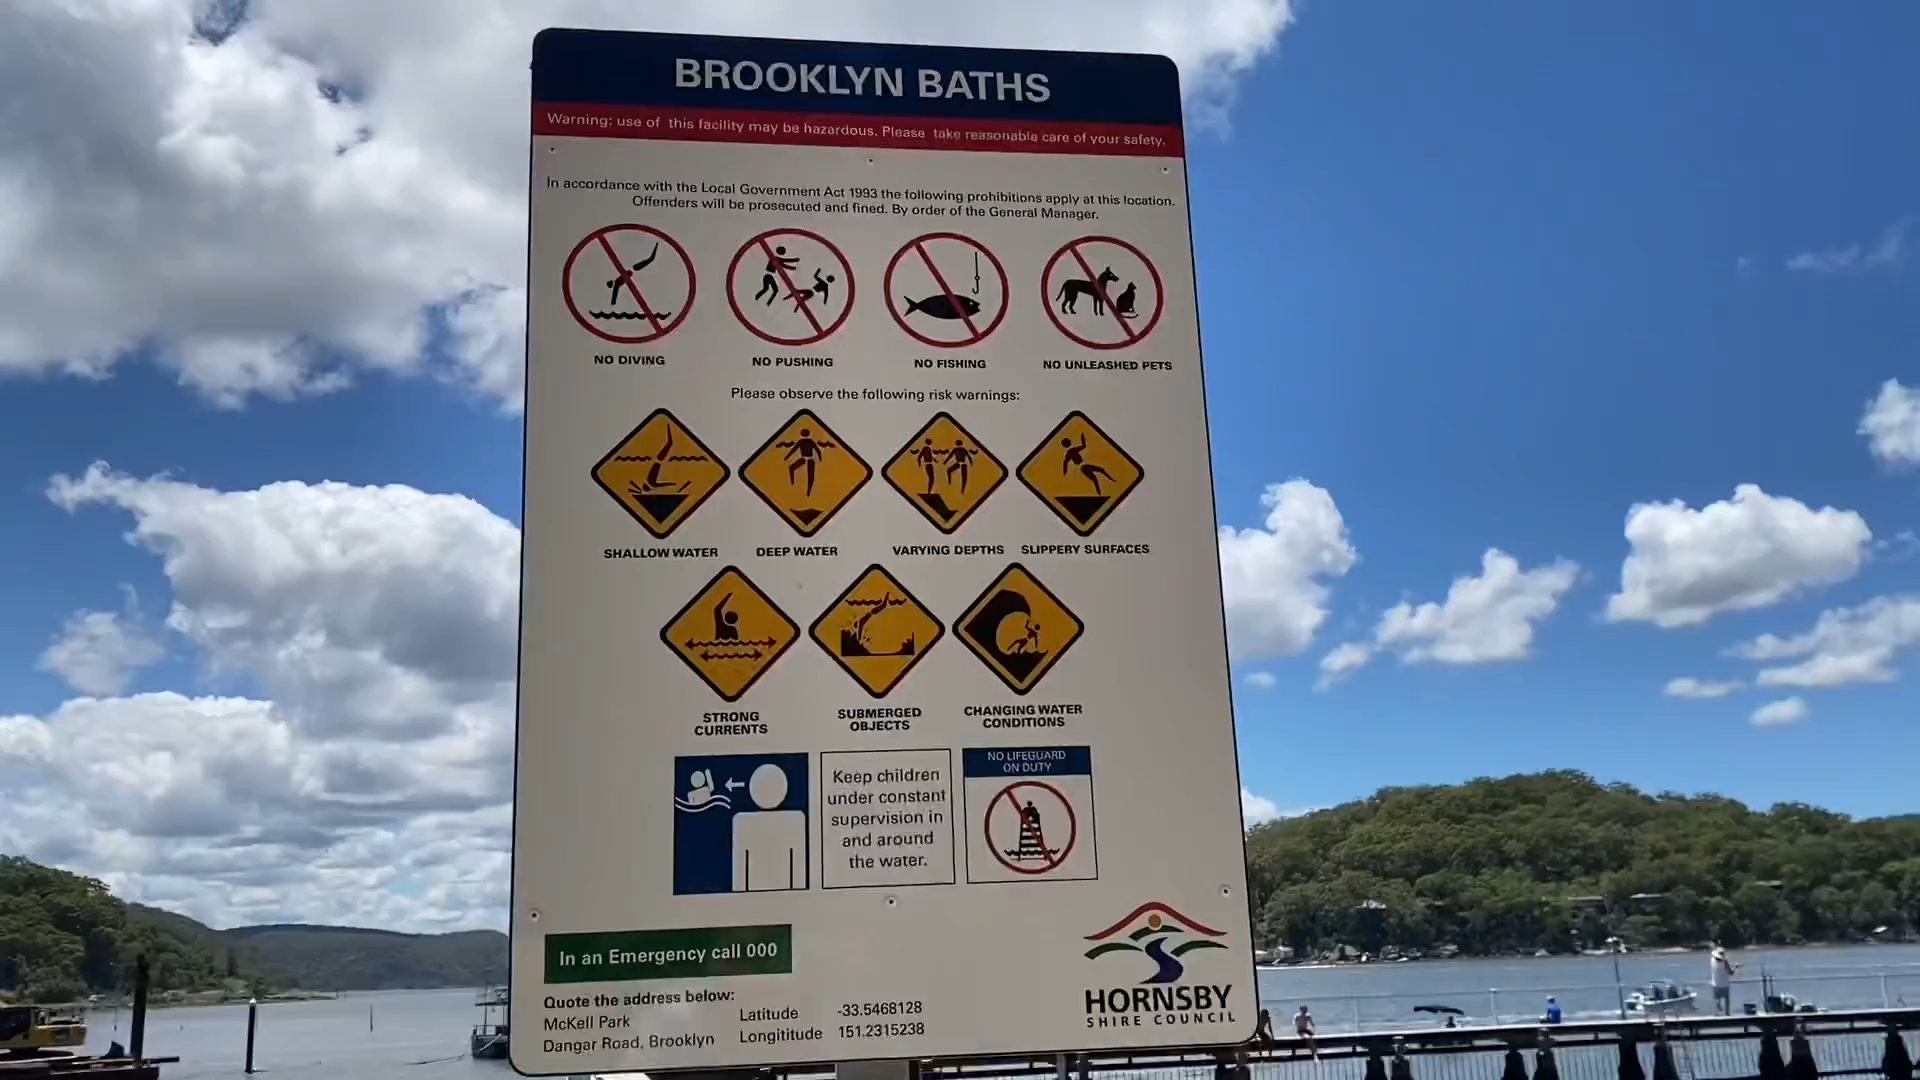 BROOKLYN BATHS
Warning: use of this facility may be hazardous. Please take reasonable care of your safety.
In accordance with the Local Government Act 1993 the following prohibitions apply at this location.
Offenders will be prosecuted and fined. By order of the General Manager.
NO DIVING
NO PUSHING
NO FISHING
NO UNLEASHED PETS
Please observe the following risk warnings:
SHALLOW WATER
DEEP WATER
VARYING DEPTHS
SLIPPERY SURFACES
STRONG
CURRENTS
SUBMERGED
OBJECTS
CHANGING WATER
CONDITIONS
Keep children
under constant
supervision in
and around
the water.
NO LIFEGUARD
ON DUTY
In an Emergency call 000
Quote the address below:
McKell Park
Dangar Road, Brooklyn
Latitude -33.5468128
Longititude 151.2315238
HORNSBY
SHIRE COUNCIL